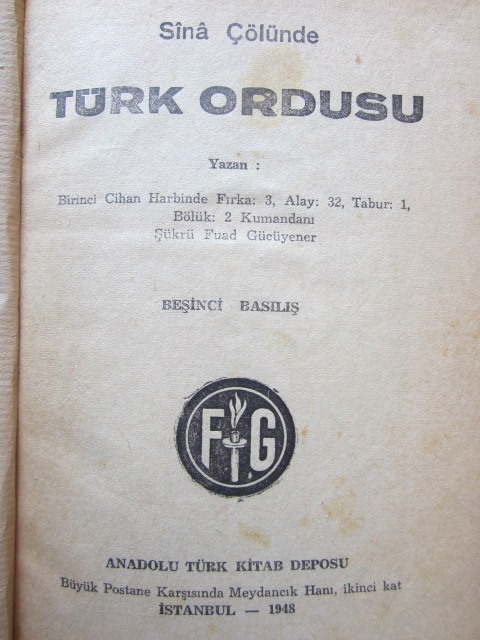 Sînâ Çölünde
TÜRK ORDUSU
Yazan :
Birinci Cihan Harbinde Fırka: 3, Alay: 32, Tabur: 1,
Bölük: 2 Kumandanı
Şükrü Fuad Gücüyener
BEŞİNCİ BASILIŞ
F G
ANADOLU TÜRK KİTAB DEPOSU
Büyük Postane Karşısında Meydancık Hanı, ikinci kat
İSTANBUL — 1948